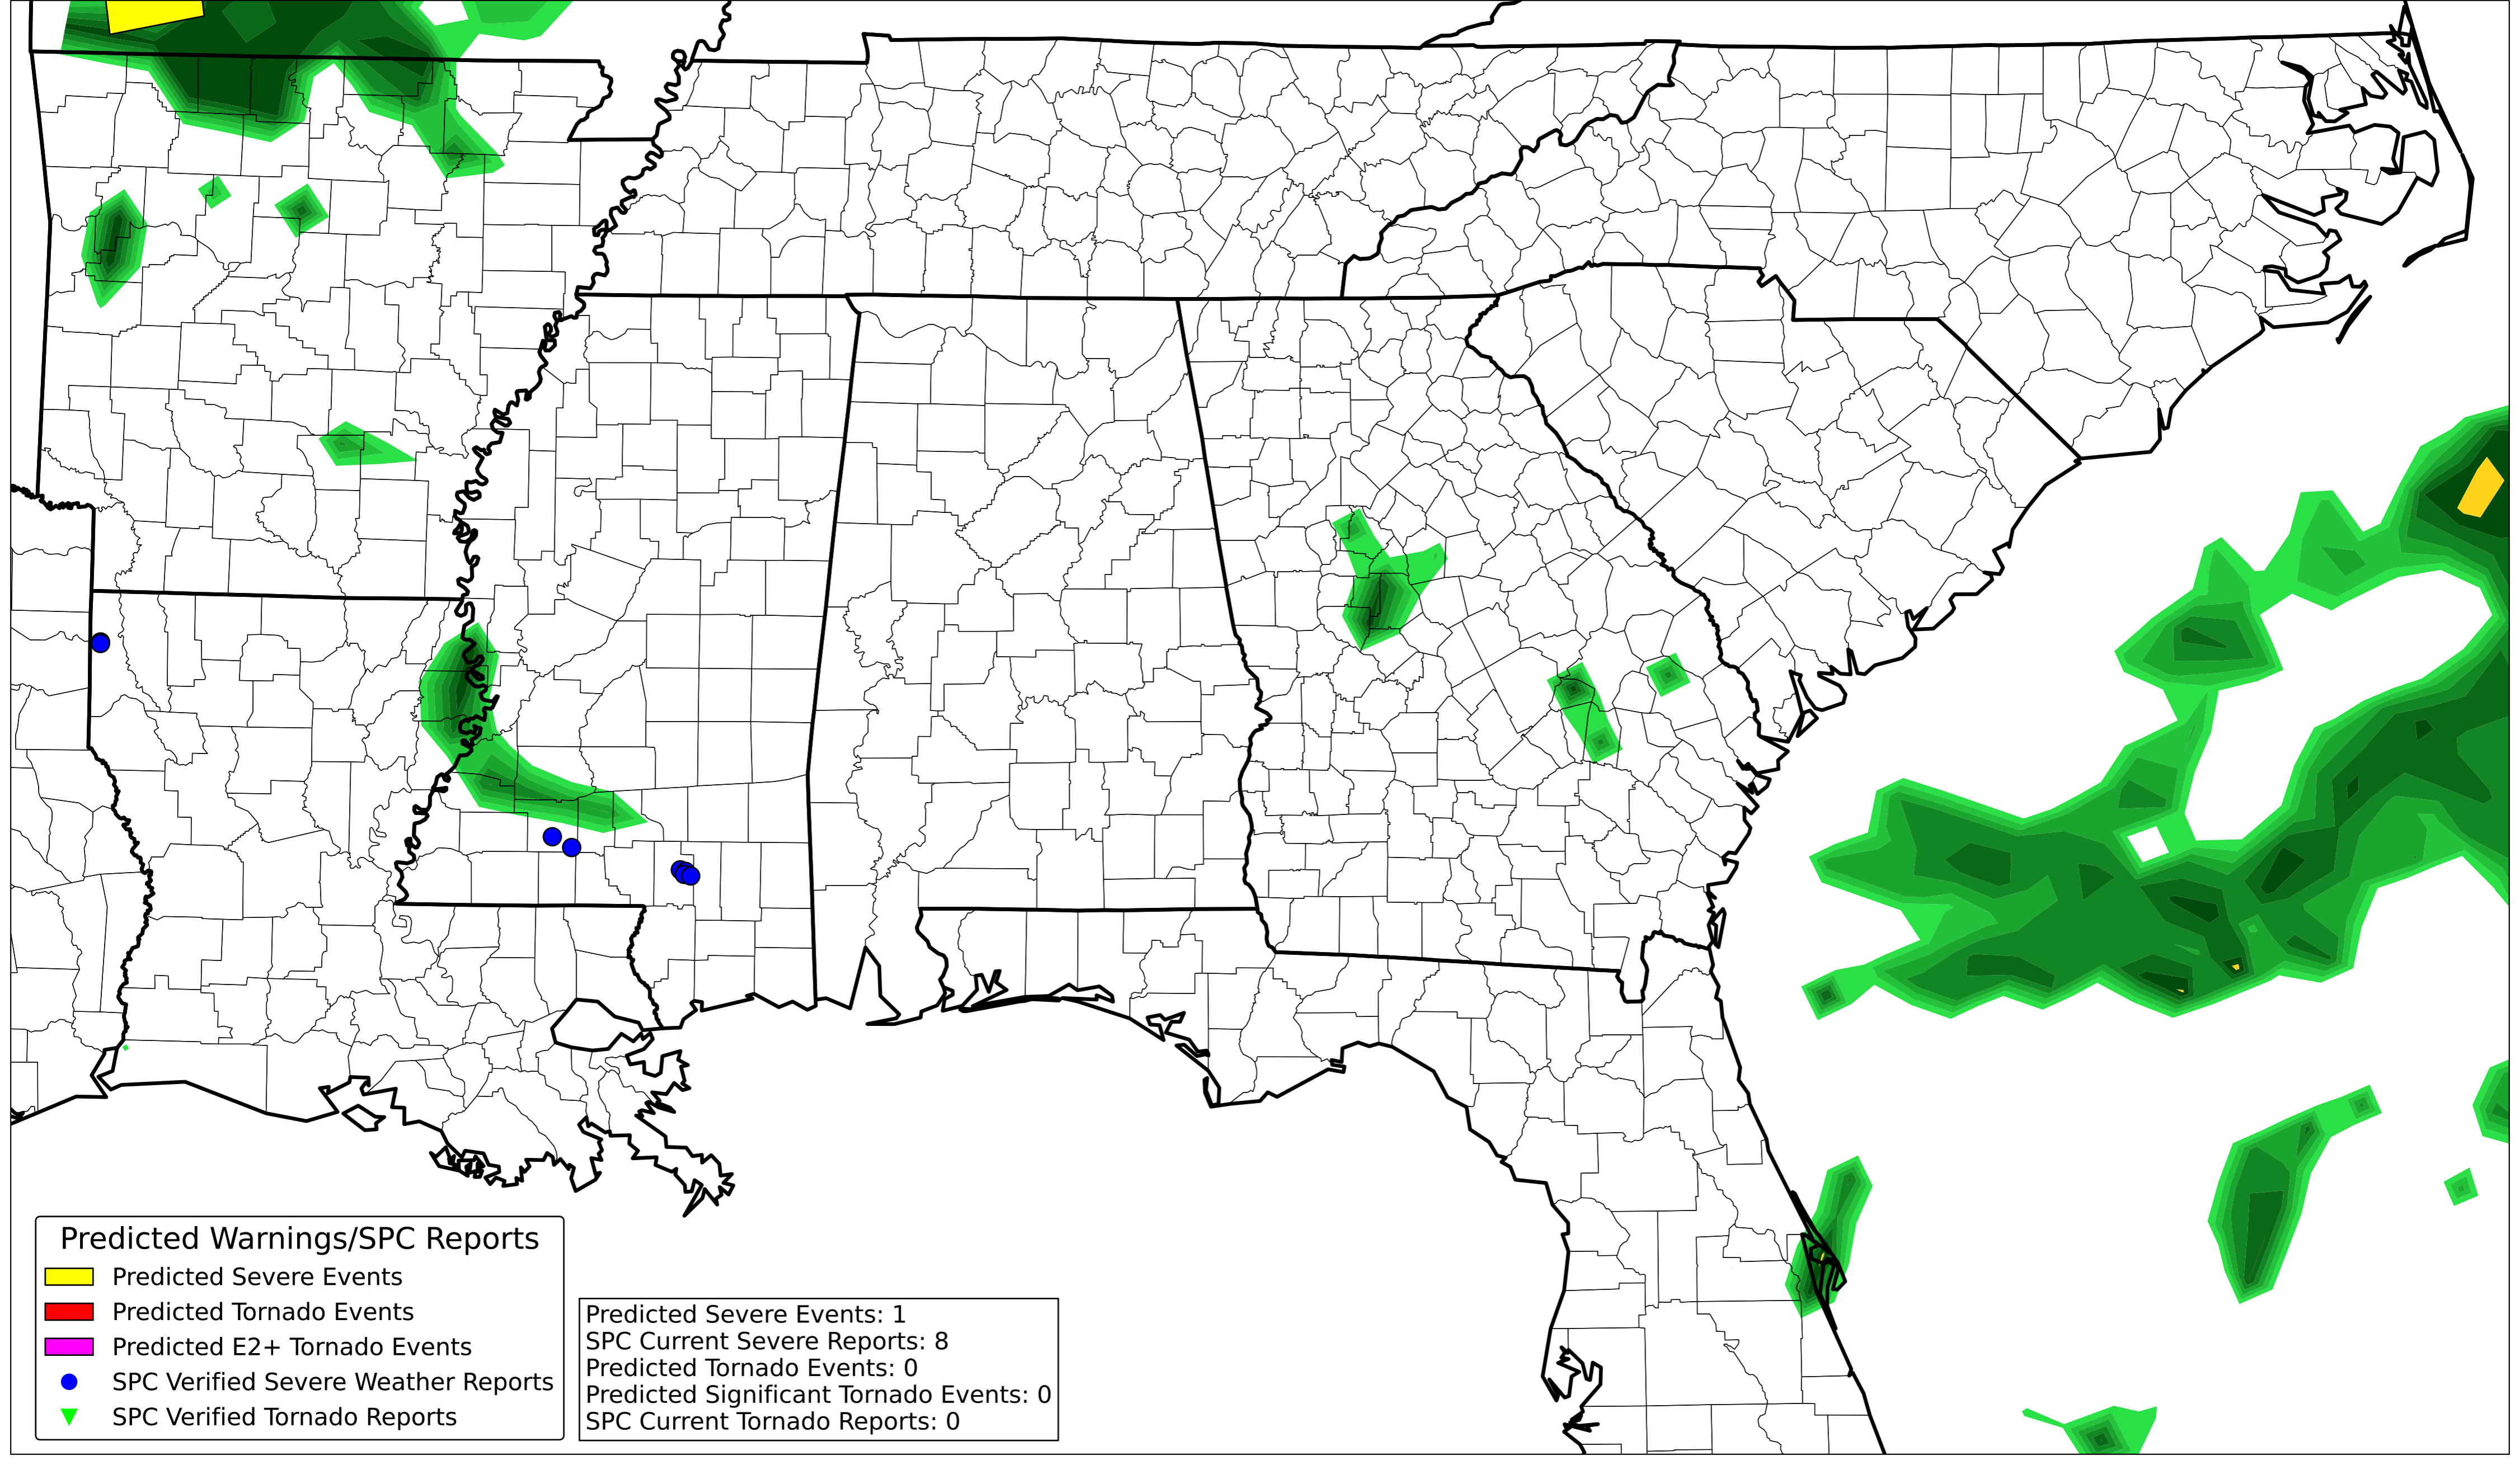 Predicted Warnings/SPC Reports
Predicted Severe Events
Predicted Tornado Events
Predicted E2+ Tornado Events
SPC Verified Severe Weather Reports
SPC Verified Tornado Reports
Predicted Severe Events: 1
SPC Current Severe Reports: 8
Predicted Tornado Events: 0
Predicted Significant Tornado Events: 0
SPC Current Tornado Reports: 0